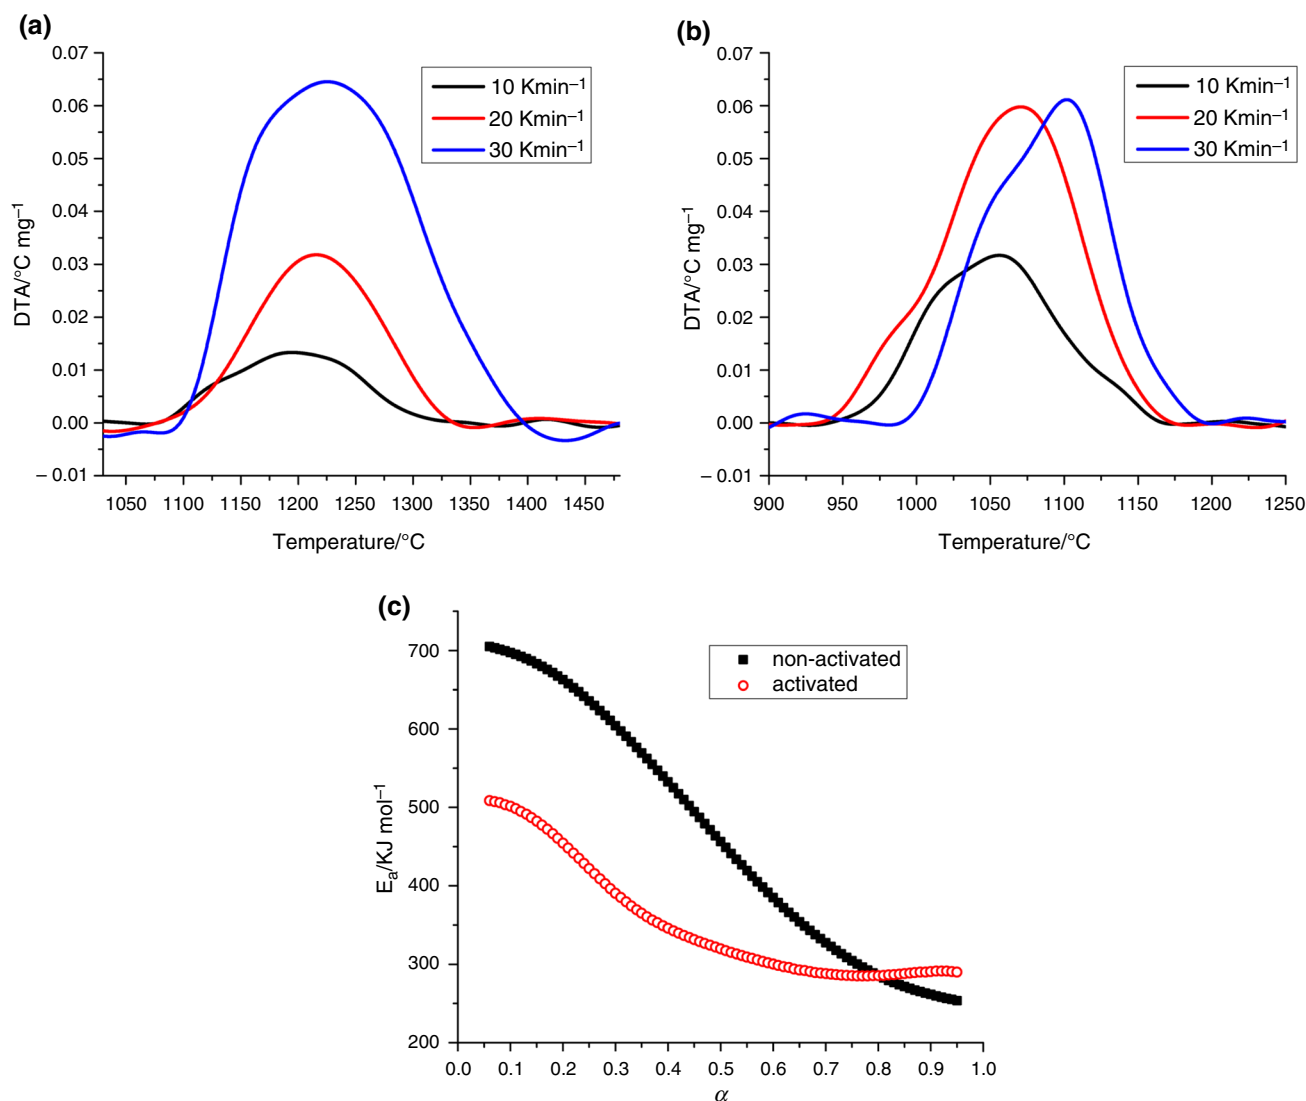 (a)
0.07
0.06
0.05
0.04
0.03
0.02
0.01
0.00
– 0.01
DTA/°C mg⁻¹
10 Kmin⁻¹
20 Kmin⁻¹
30 Kmin⁻¹
1050 1100 1150 1200 1250 1300 1350 1400 1450
Temperature/°C
(b)
0.07
0.06
0.05
0.04
0.03
0.02
0.01
0.00
– 0.01
DTA/°C mg⁻¹
10 Kmin⁻¹
20 Kmin⁻¹
30 Kmin⁻¹
900 950 1000 1050 1100 1150 1200 1250
Temperature/°C
(c)
700
600
500
400
300
200
Eₐ/KJ mol⁻¹
non-activated
activated
0.0 0.1 0.2 0.3 0.4 0.5 0.6 0.7 0.8 0.9 1.0
α